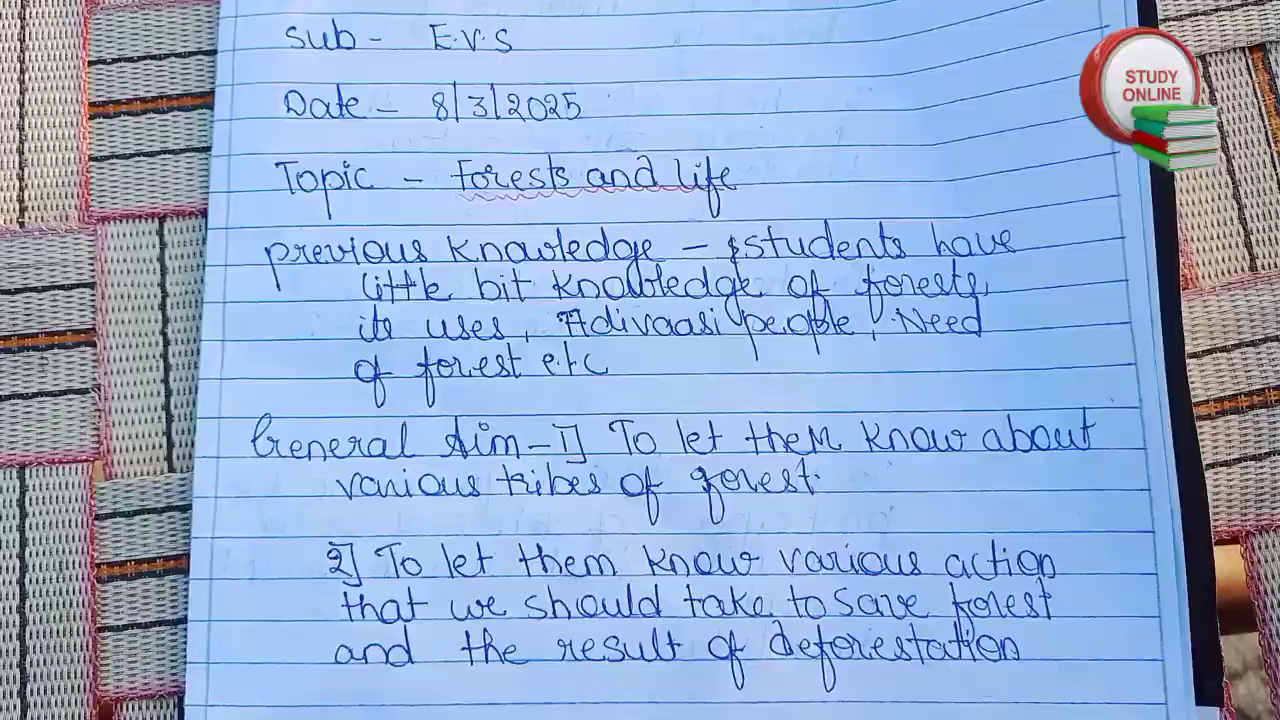 Sub - E.V.S
Date - 8/3/2025
Topic - Forests and life
previous knowledge - students have
little bit knowledge of forests,
its uses, Adivaasi people, Need
of forest etc
General Aim - 1] To let them know about
various tribes of forest.
2] To let them know various action
that we should take to save forest
and the result of deforestation
STUDY
ONLINE